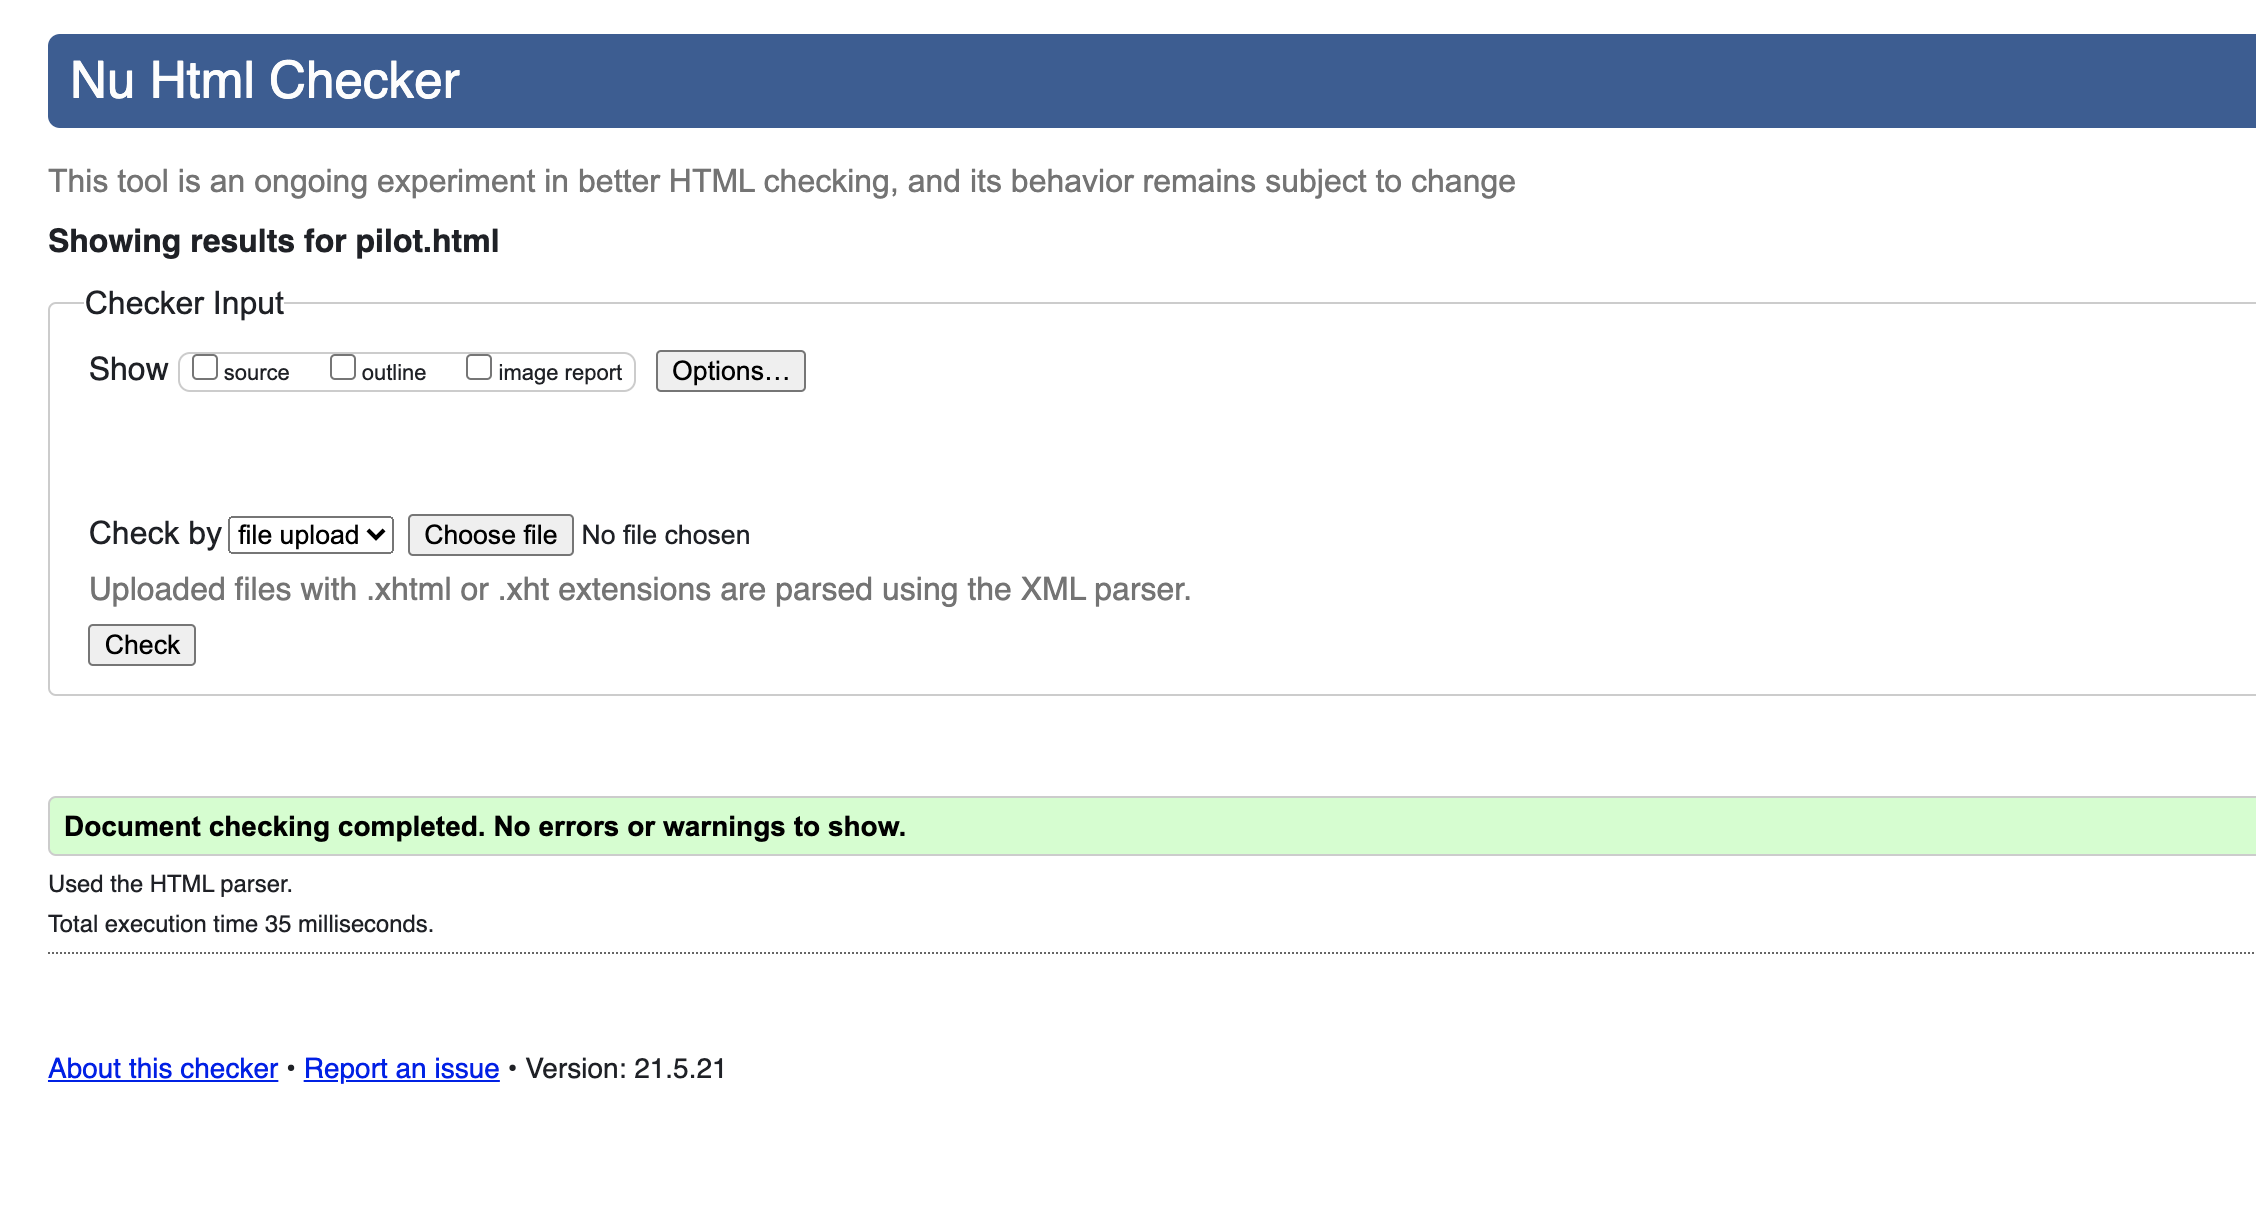 Nu Html Checker
This tool is an ongoing experiment in better HTML checking, and its behavior remains subject to change
Showing results for pilot.html
Checker Input
Show source outline image report Options…
Check by file upload Choose file No file chosen
Uploaded files with .xhtml or .xht extensions are parsed using the XML parser.
Check
Document checking completed. No errors or warnings to show.
Used the HTML parser.
Total execution time 35 milliseconds.
About this checker • Report an issue • Version: 21.5.21